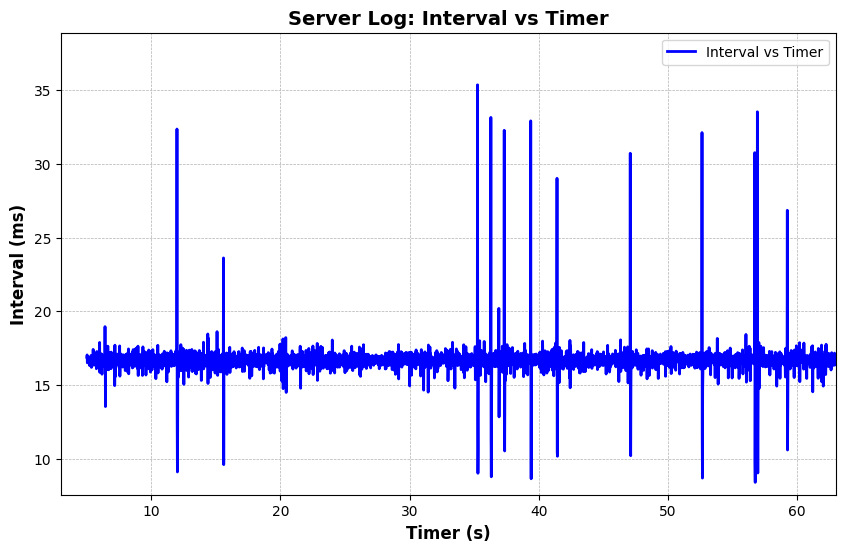 Server Log: Interval vs Timer
Interval vs Timer
Interval (ms)
35
30
25
20
15
10
10 20 30 40 50 60
Timer (s)